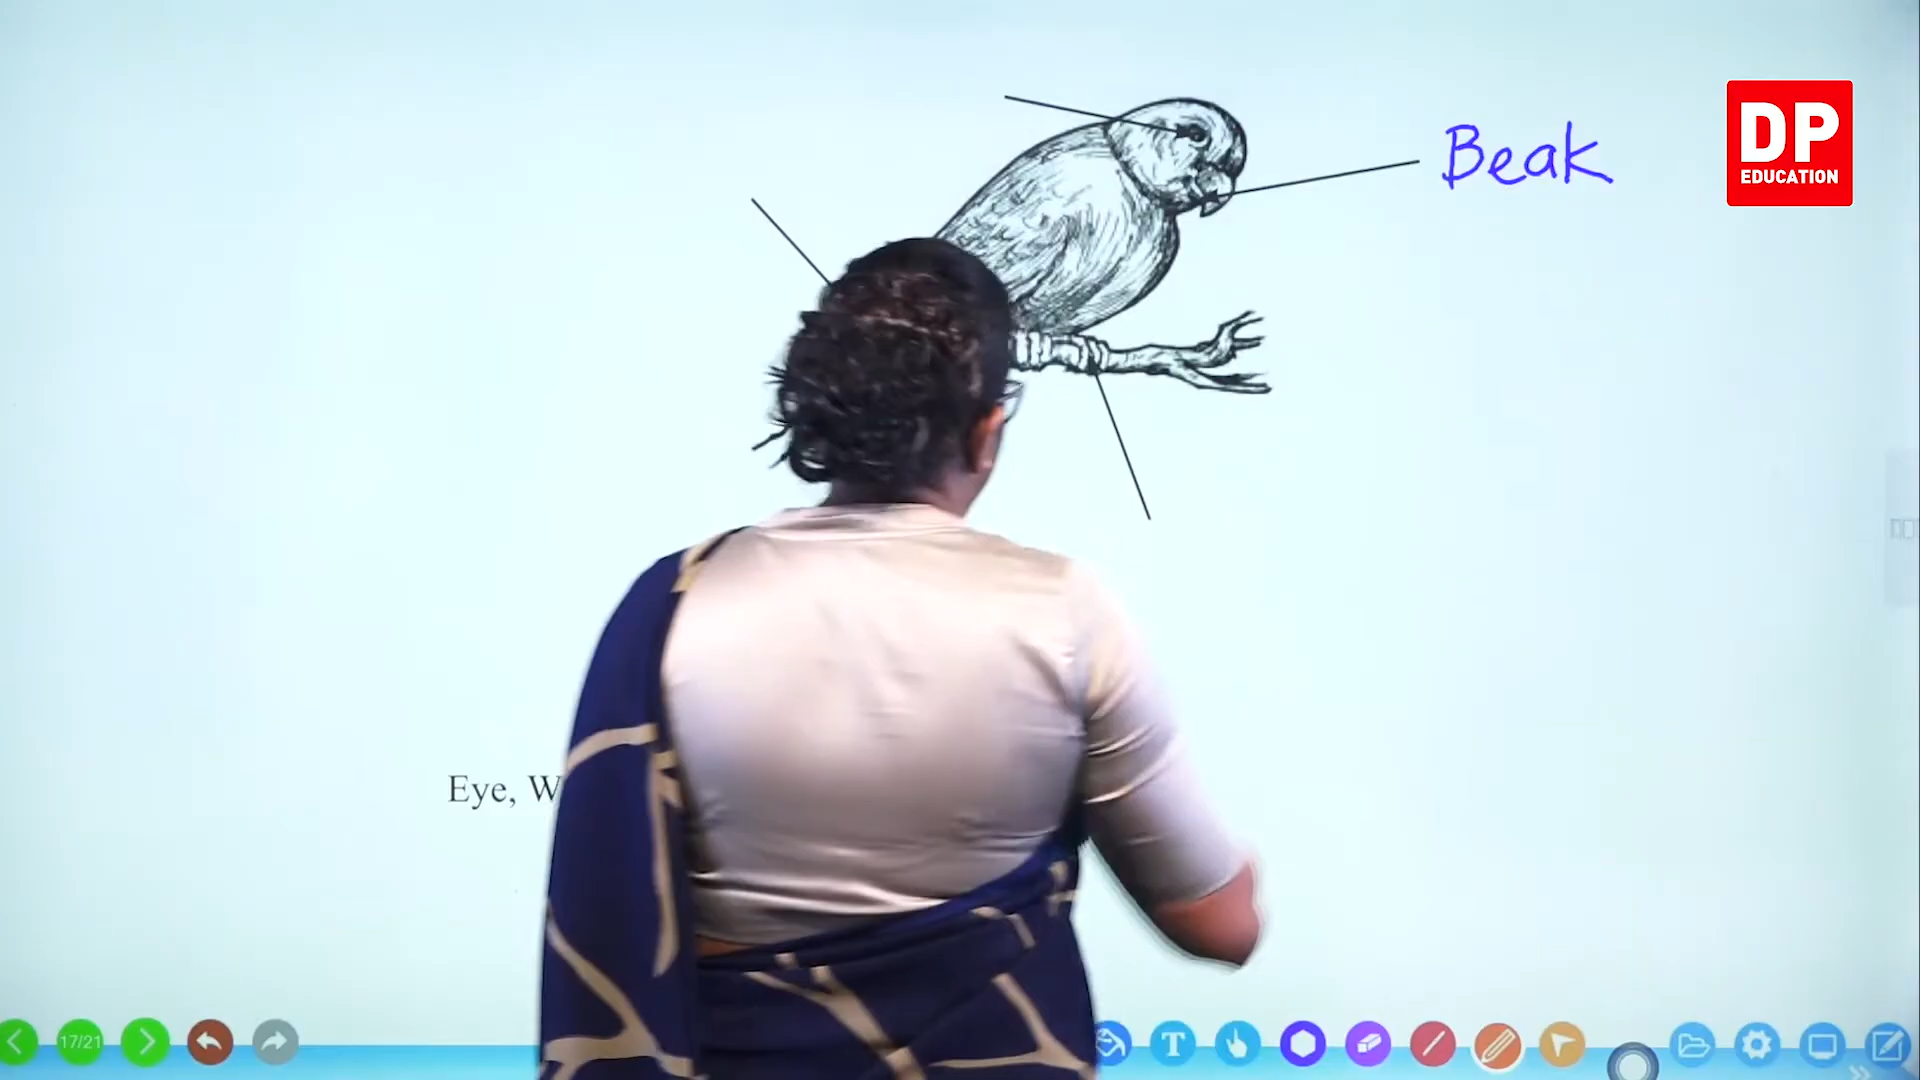 Beak
DP
EDUCATION
Eye, W
17/21
T